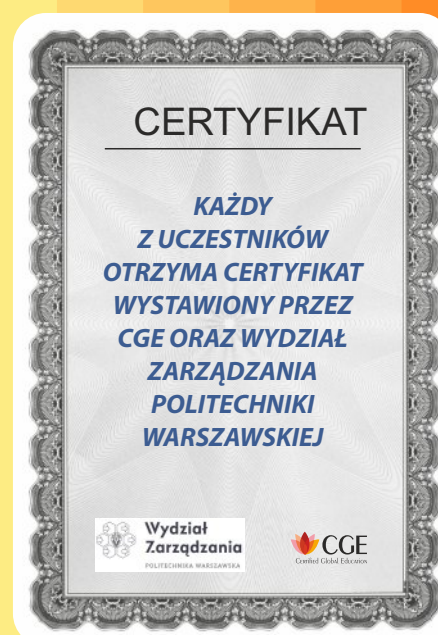 CERTYFIKAT
KAŻDY
Z UCZESTNIKÓW
OTRZYMA CERTYFIKAT
WYSTAWIONY PRZEZ
CGE ORAZ WYDZIAŁ
ZARZĄDZANIA
POLITECHNIKI
WARSZAWSKIEJ
Wydział
Zarządzania
POLITECHNIKA WARSZAWSKA
CGE
Certified Global Education